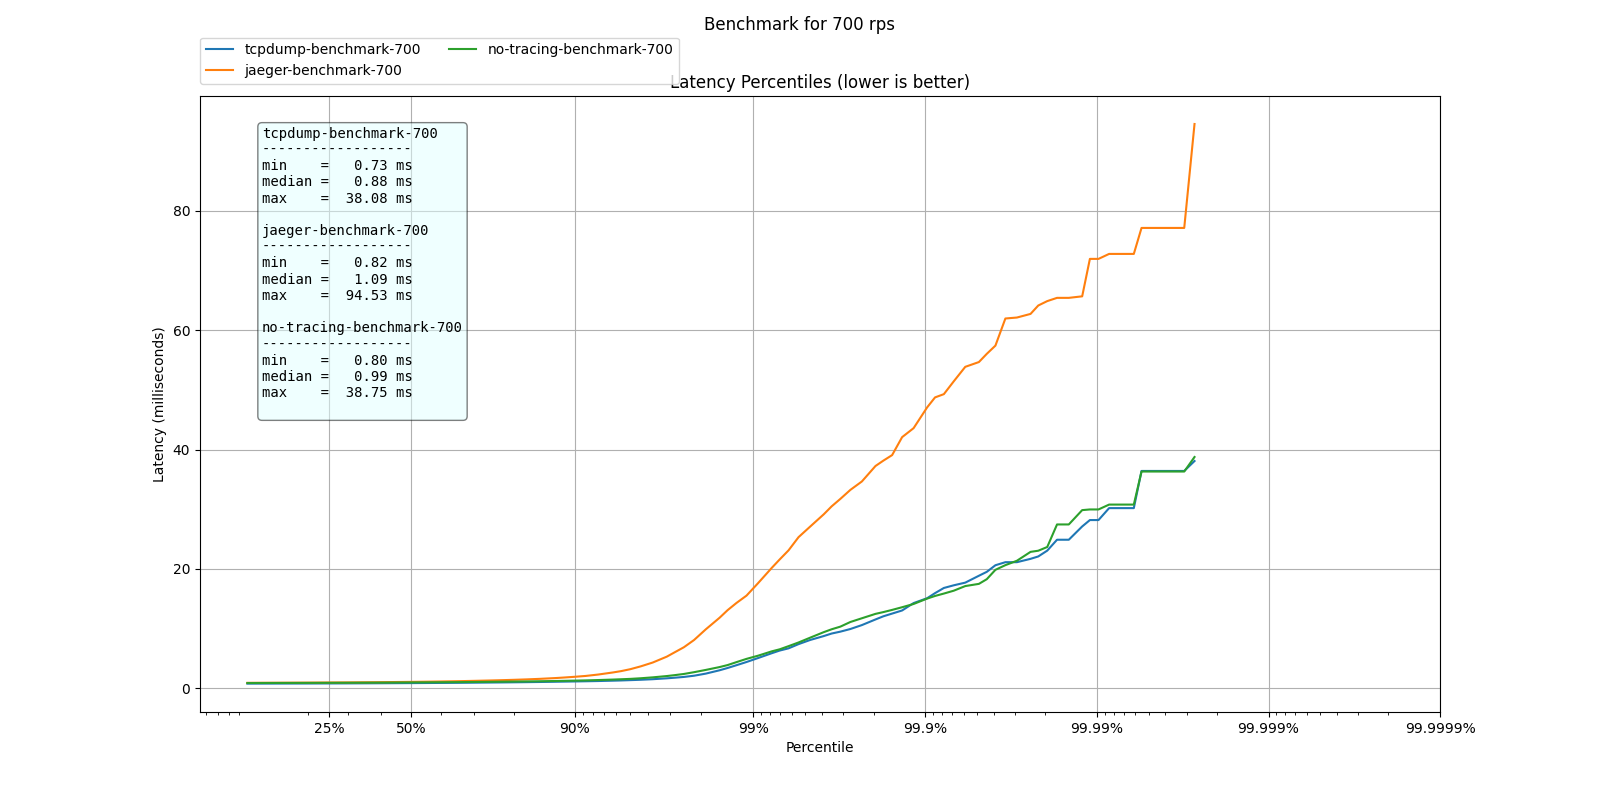 Benchmark for 700 rps
tcpdump-benchmark-700
jaeger-benchmark-700
no-tracing-benchmark-700
Latency Percentiles (lower is better)
tcpdump-benchmark-700
------------------
min    =   0.73 ms
median =   0.88 ms
max    =  38.08 ms
jaeger-benchmark-700
------------------
min    =   0.82 ms
median =   1.09 ms
max    =  94.53 ms
no-tracing-benchmark-700
------------------
min    =   0.80 ms
median =   0.99 ms
max    =  38.75 ms
Latency (milliseconds)
80
60
40
20
0
25% 50% 90% 99% 99.9% 99.99% 99.999% 99.9999%
Percentile